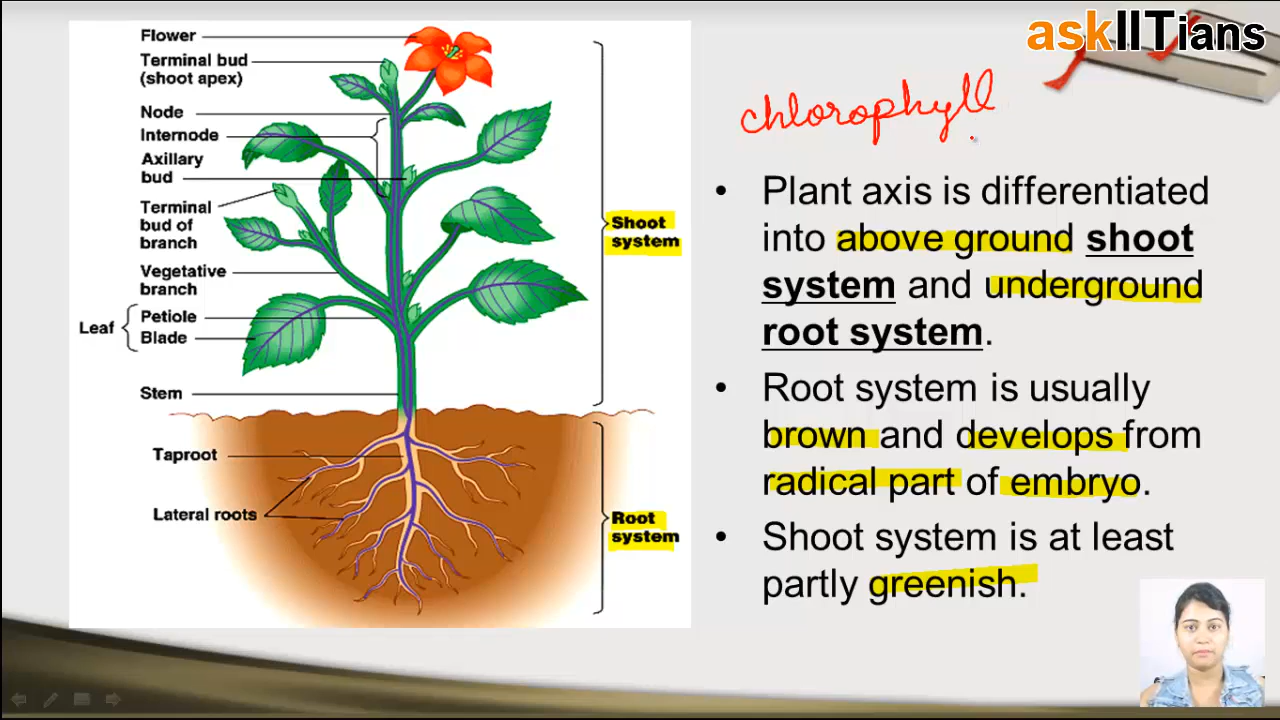 askIITians
Flower
Terminal bud
(shoot apex)
Node
Internode
Axillary
bud
Terminal
bud of
branch
Vegetative
branch
Leaf
Petiole
Blade
Stem
Taproot
Lateral roots
Shoot
system
Root
system
chlorophyll
• Plant axis is differentiated
into above ground shoot
system and underground
root system.
• Root system is usually
brown and develops from
radical part of embryo.
• Shoot system is at least
partly greenish.